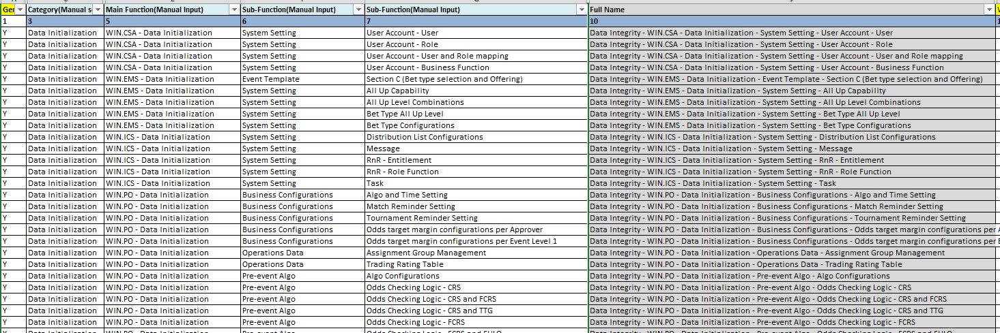 Ger Category(Manual s Main Function(Manual Input) Sub-Function(Manual Input) Sub-Function(Manual Input) Full Name
1 3 5 6 7 10
Y Data Initialization WIN.CSA - Data Initialization System Setting User Account - User Data Integrity - WIN.CSA - Data Initialization - System Setting - User Account - User
Y Data Initialization WIN.CSA - Data Initialization System Setting User Account - Role Data Integrity - WIN.CSA - Data Initialization - System Setting - User Account - Role
Y Data Initialization WIN.CSA - Data Initialization System Setting User Account - User and Role mapping Data Integrity - WIN.CSA - Data Initialization - System Setting - User Account - User and Role mapping
Y Data Initialization WIN.CSA - Data Initialization System Setting User Account - Business Function Data Integrity - WIN.CSA - Data Initialization - System Setting - User Account - Business Function
Y Data Initialization WIN.EMS - Data Initialization Event Template Section C (Bet type selection and Offering) Data Integrity - WIN.EMS - Data Initialization - Event Template - Section C (Bet type selection and Offering)
Y Data Initialization WIN.EMS - Data Initialization System Setting All Up Capability Data Integrity - WIN.EMS - Data Initialization - System Setting - All Up Capability
Y Data Initialization WIN.EMS - Data Initialization System Setting All Up Level Combinations Data Integrity - WIN.EMS - Data Initialization - System Setting - All Up Level Combinations
Y Data Initialization WIN.EMS - Data Initialization System Setting Bet Type All Up Level Data Integrity - WIN.EMS - Data Initialization - System Setting - Bet Type All Up Level
Y Data Initialization WIN.EMS - Data Initialization System Setting Bet Type Configurations Data Integrity - WIN.EMS - Data Initialization - System Setting - Bet Type Configurations
Y Data Initialization WIN.ICS - Data Initialization System Setting Distribution List Configurations Data Integrity - WIN.ICS - Data Initialization - System Setting - Distribution List Configurations
Y Data Initialization WIN.ICS - Data Initialization System Setting Message Data Integrity - WIN.ICS - Data Initialization - System Setting - Message
Y Data Initialization WIN.ICS - Data Initialization System Setting RnR - Entitlement Data Integrity - WIN.ICS - Data Initialization - System Setting - RnR - Entitlement
Y Data Initialization WIN.ICS - Data Initialization System Setting RnR - Role Function Data Integrity - WIN.ICS - Data Initialization - System Setting - RnR - Role Function
Y Data Initialization WIN.ICS - Data Initialization System Setting Task Data Integrity - WIN.ICS - Data Initialization - System Setting - Task
Y Data Initialization WIN.PO - Data Initialization Business Configurations Algo and Time Setting Data Integrity - WIN.PO - Data Initialization - Business Configurations - Algo and Time Setting
Y Data Initialization WIN.PO - Data Initialization Business Configurations Match Reminder Setting Data Integrity - WIN.PO - Data Initialization - Business Configurations - Match Reminder Setting
Y Data Initialization WIN.PO - Data Initialization Business Configurations Tournament Reminder Setting Data Integrity - WIN.PO - Data Initialization - Business Configurations - Tournament Reminder Setting
Y Data Initialization WIN.PO - Data Initialization Business Configurations Odds target margin configurations per Approver Data Integrity - WIN.PO - Data Initialization - Business Configurations - Odds target margin configurations per
Y Data Initialization WIN.PO - Data Initialization Business Configurations Odds target margin configurations per Event Level 1 Data Integrity - WIN.PO - Data Initialization - Business Configurations - Odds target margin configurations per
Y Data Initialization WIN.PO - Data Initialization Operations Data Assignment Group Management Data Integrity - WIN.PO - Data Initialization - Operations Data - Assignment Group Management
Y Data Initialization WIN.PO - Data Initialization Operations Data Trading Rating Table Data Integrity - WIN.PO - Data Initialization - Operations Data - Trading Rating Table
Y Data Initialization WIN.PO - Data Initialization Pre-event Algo Algo Configurations Data Integrity - WIN.PO - Data Initialization - Pre-event Algo - Algo Configurations
Y Data Initialization WIN.PO - Data Initialization Pre-event Algo Odds Checking Logic - CRS Data Integrity - WIN.PO - Data Initialization - Pre-event Algo - Odds Checking Logic - CRS
Y Data Initialization WIN.PO - Data Initialization Pre-event Algo Odds Checking Logic - CRS and FCRS Data Integrity - WIN.PO - Data Initialization - Pre-event Algo - Odds Checking Logic - CRS and FCRS
Y Data Initialization WIN.PO - Data Initialization Pre-event Algo Odds Checking Logic - CRS and TTG Data Integrity - WIN.PO - Data Initialization - Pre-event Algo - Odds Checking Logic - CRS and TTG
Y Data Initialization WIN.PO - Data Initialization Pre-event Algo Odds Checking Logic - FCRS Data Integrity - WIN.PO - Data Initialization - Pre-event Algo - Odds Checking Logic - FCRS